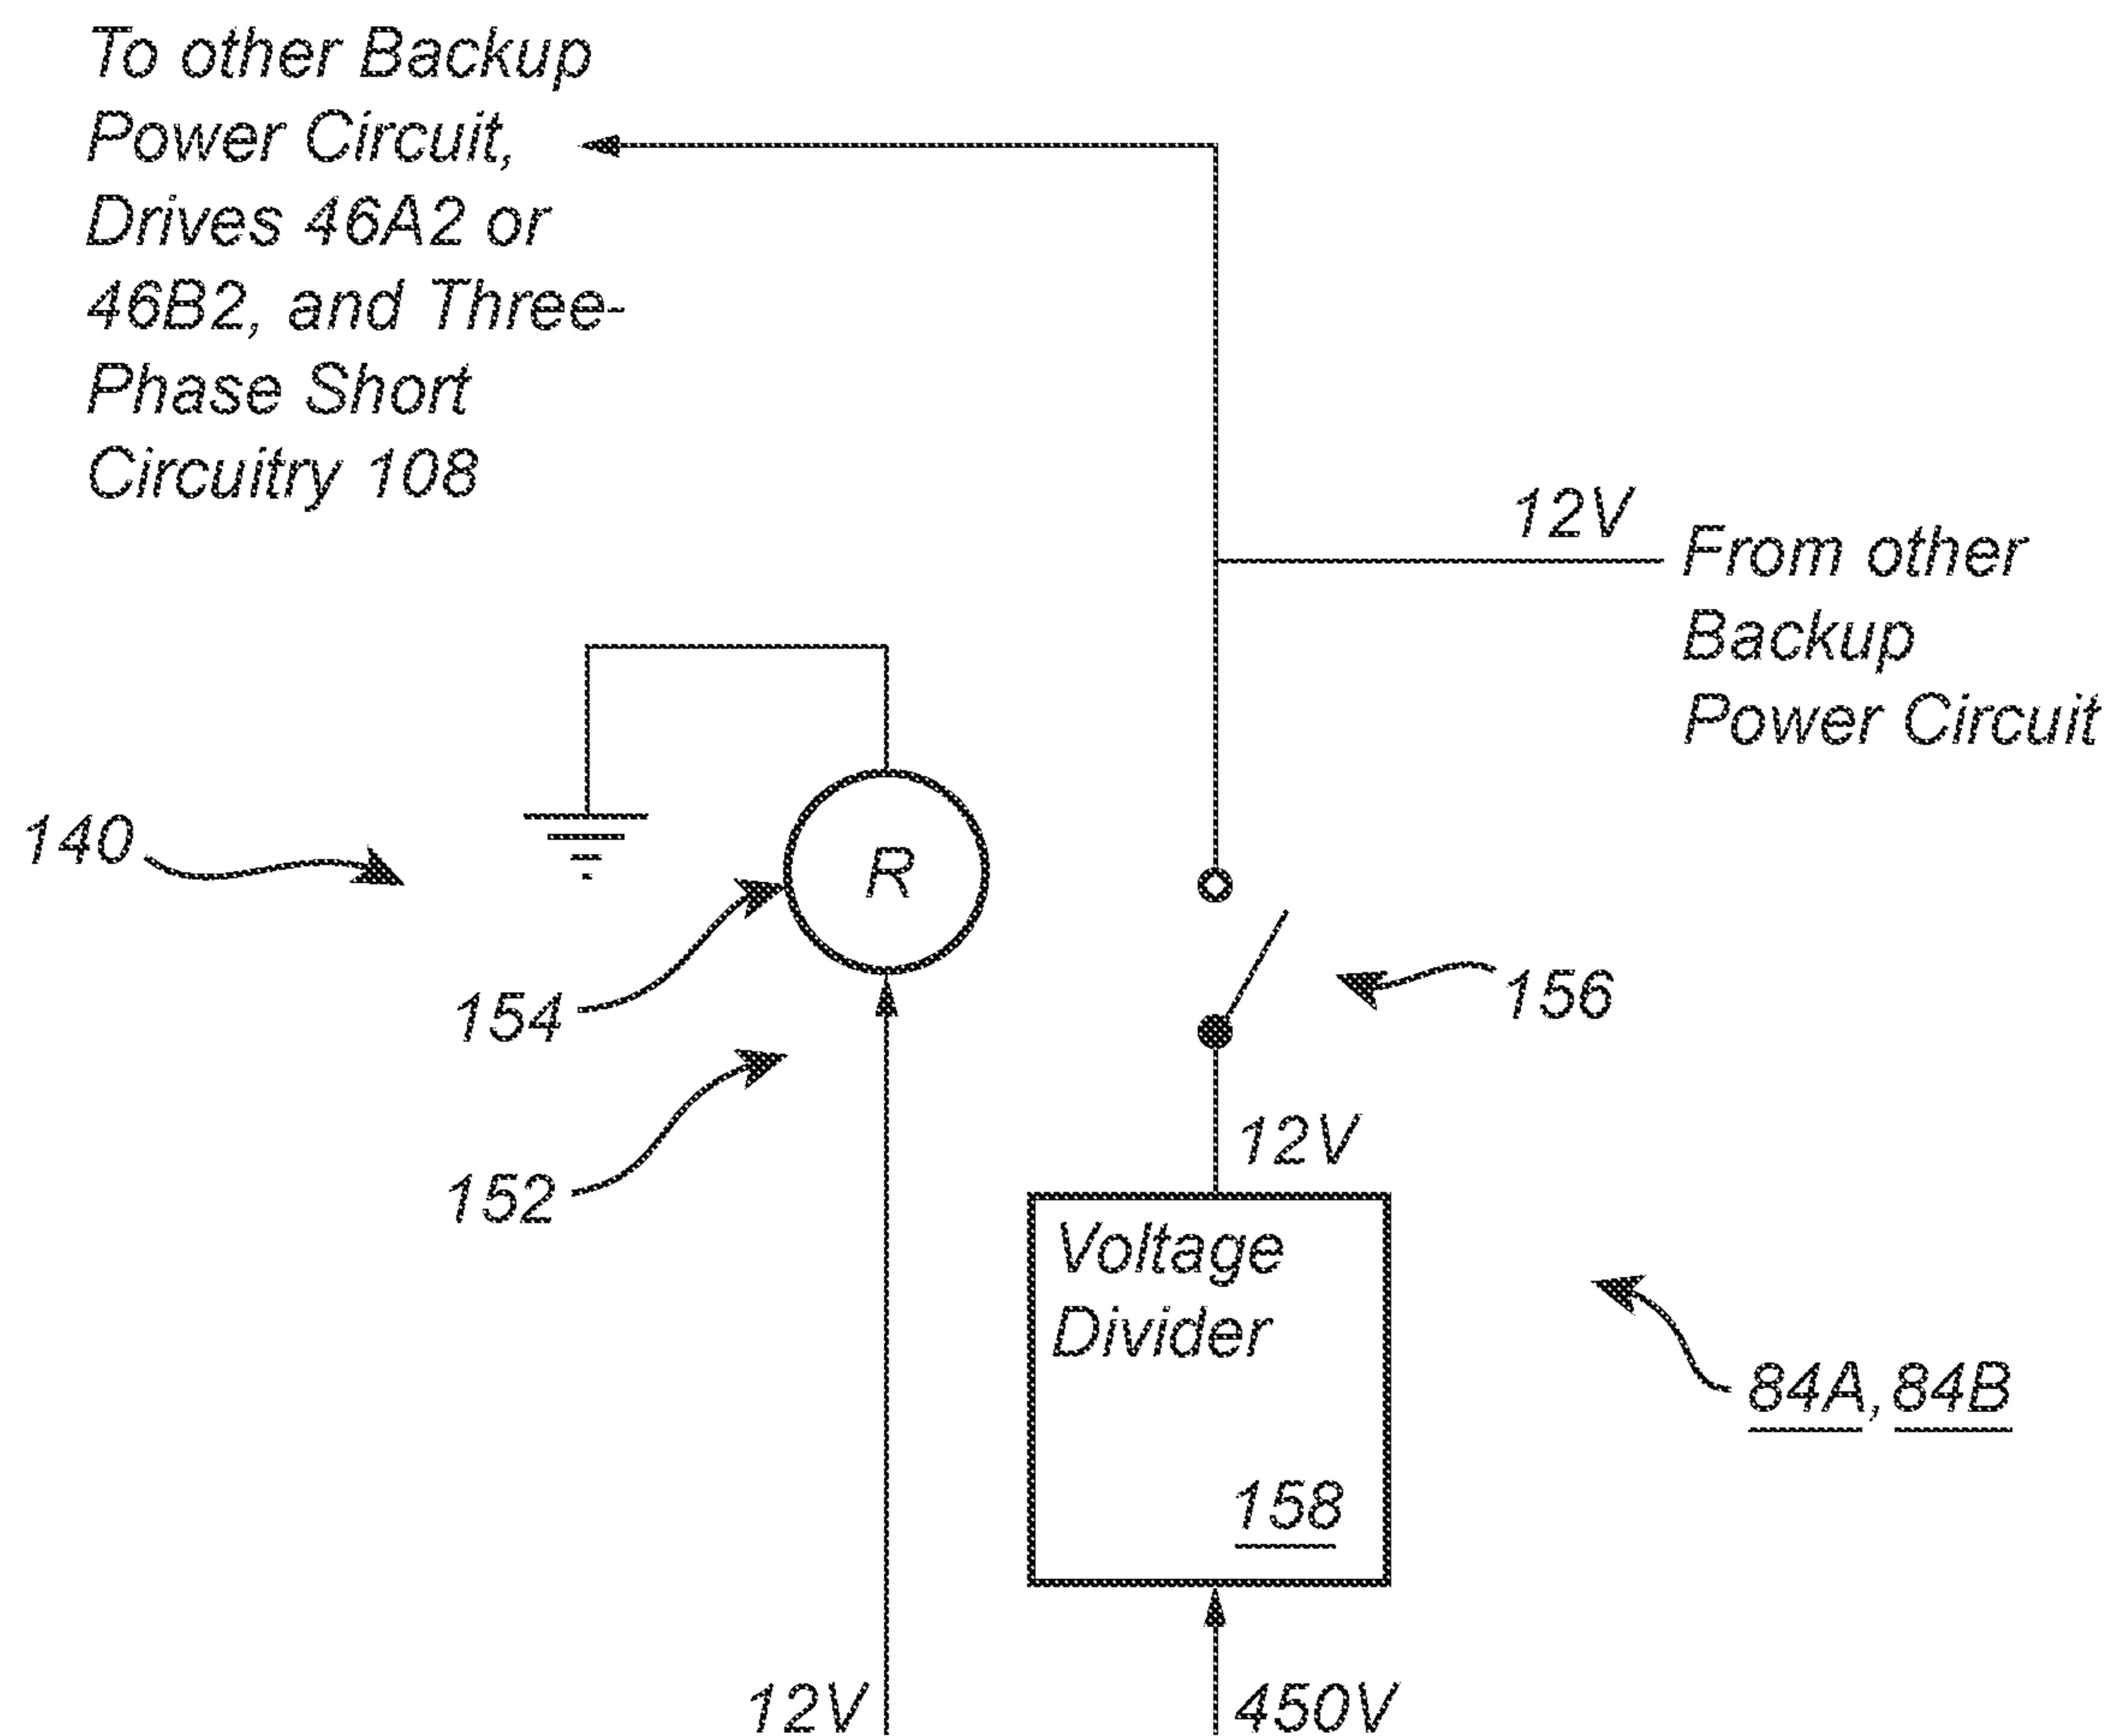 To other Backup
Power Circuit,
Drives 46A2 or
46B2, and Three-
Phase Short
Circuitry 108
12V
From other
Backup
Power Circuit
140
R
154
156
152
12V
Voltage
Divider
158
84A, 84B
12V
450V